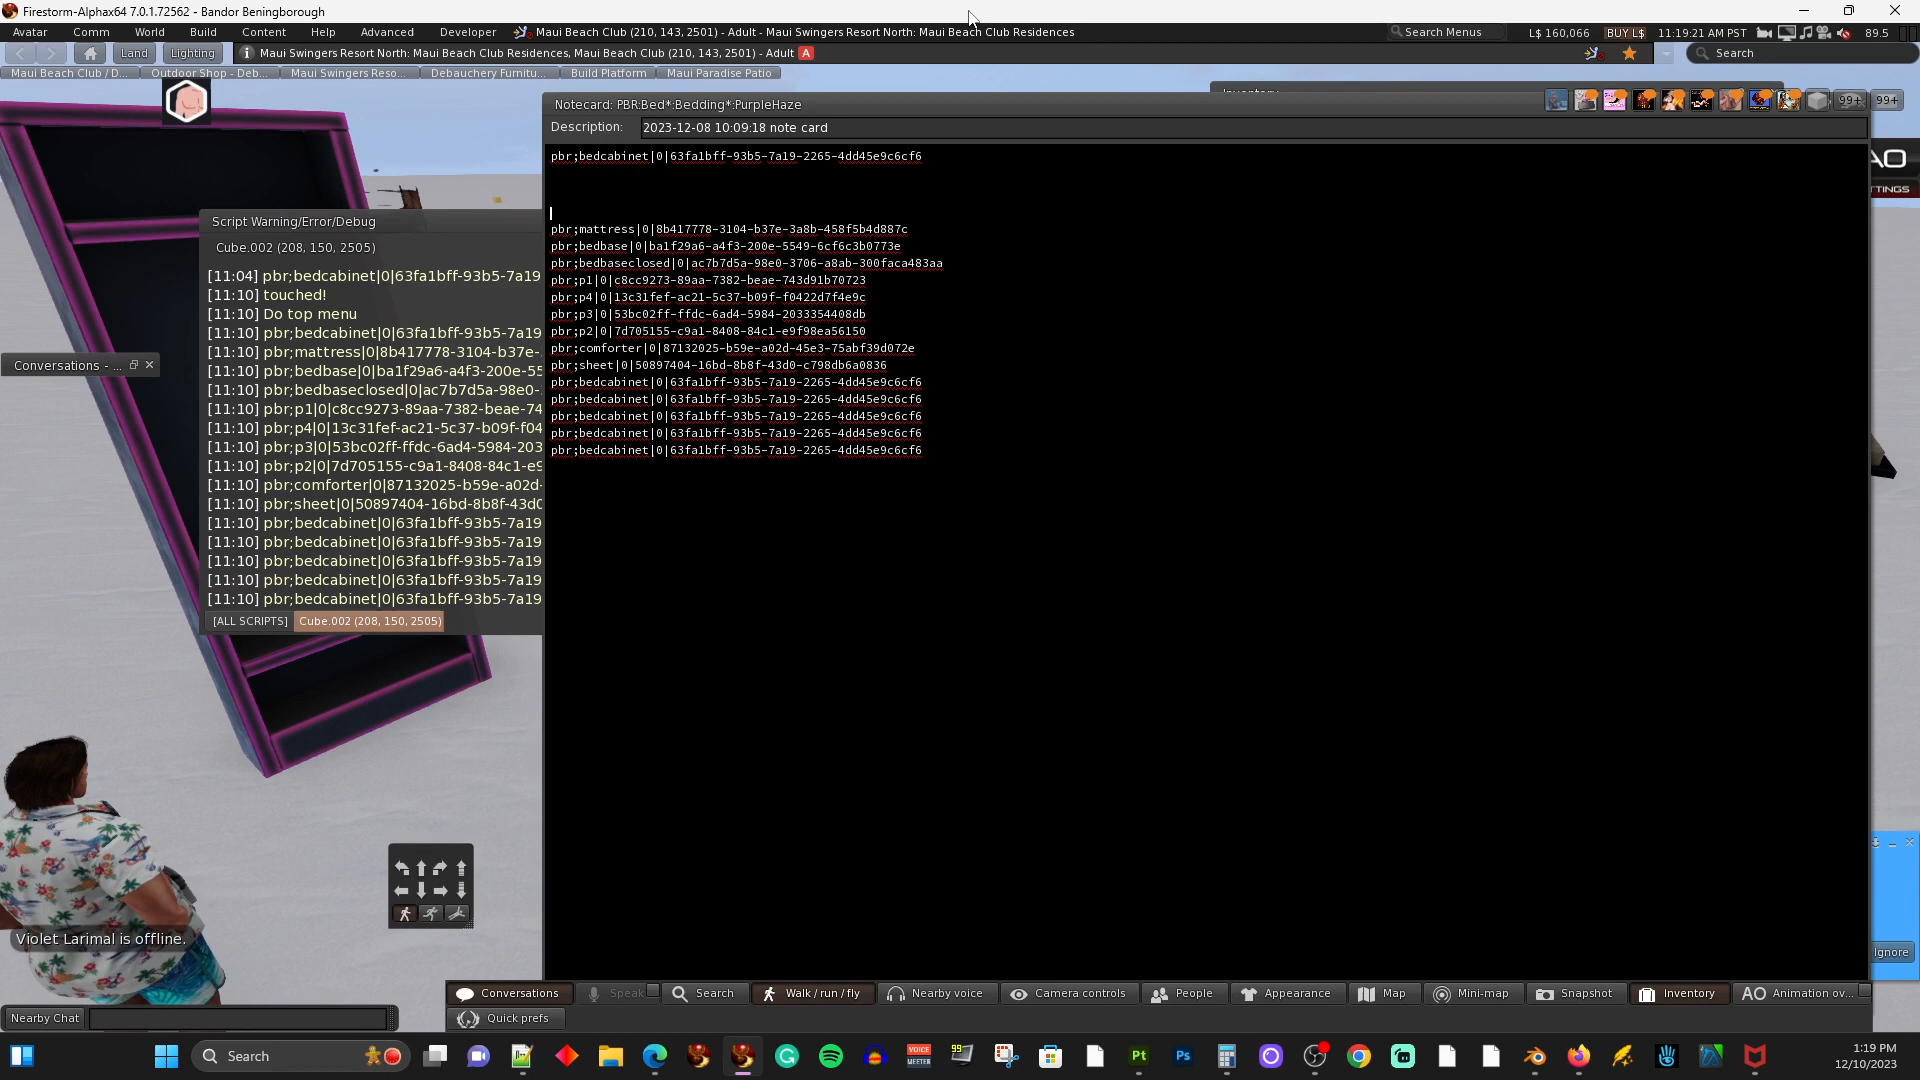 Firestorm-Alphax64 7.0.1.72562 - Bandor Beningborough
Avatar Comm World Build Content Help Advanced Developer Maui Beach Club (210, 143, 2501) - Adult - Maui Swingers Resort North: Maui Beach Club Residences Search Menus L$ 160,066 BUY L$ 11:19:21 AM PST 89.5
Land Lighting Maui Swingers Resort North: Maui Beach Club Residences, Maui Beach Club (210, 143, 2501) - Adult A Search
Maui Beach Club / D... Outdoor Shop - Deb... Maui Swingers Reso... Debauchery Furnitu... Build Platform Maui Paradise Patio
Notecard: PBR:Bed*:Bedding*:PurpleHaze
99+ 99+
Description: 2023-12-08 10:09:18 note card
pbr;bedcabinet|0|63fa1bff-93b5-7a19-2265-4dd45e9c6cf6
pbr;mattress|0|8b417778-3104-b37e-3a8b-458f5b4d887c
pbr;bedbase|0|ba1f29a6-a4f3-200e-5549-6cf6c3b0773e
pbr;bedbaseclosed|0|ac7b7d5a-98e0-3706-a8ab-300faca483aa
pbr;p1|0|c8cc9273-89aa-7382-beae-743d91b70723
pbr;p4|0|13c31fef-ac21-5c37-b09f-f0422d7f4e9c
pbr;p3|0|53bc02ff-ffdc-6ad4-5984-2033354408db
pbr;p2|0|7d705155-c9a1-8408-84c1-e9f98ea56150
pbr;comforter|0|87132025-b59e-a02d-45e3-75abf39d072e
pbr;sheet|0|50897404-16bd-8b8f-43d0-c798db6a0836
pbr;bedcabinet|0|63fa1bff-93b5-7a19-2265-4dd45e9c6cf6
pbr;bedcabinet|0|63fa1bff-93b5-7a19-2265-4dd45e9c6cf6
pbr;bedcabinet|0|63fa1bff-93b5-7a19-2265-4dd45e9c6cf6
pbr;bedcabinet|0|63fa1bff-93b5-7a19-2265-4dd45e9c6cf6
pbr;bedcabinet|0|63fa1bff-93b5-7a19-2265-4dd45e9c6cf6
Script Warning/Error/Debug
Cube.002 (208, 150, 2505)
[11:04] pbr;bedcabinet|0|63fa1bff-93b5-7a19
[11:10] touched!
[11:10] Do top menu
[11:10] pbr;bedcabinet|0|63fa1bff-93b5-7a19
[11:10] pbr;mattress|0|8b417778-3104-b37e-
[11:10] pbr;bedbase|0|ba1f29a6-a4f3-200e-55
[11:10] pbr;bedbaseclosed|0|ac7b7d5a-98e0-
[11:10] pbr;p1|0|c8cc9273-89aa-7382-beae-74
[11:10] pbr;p4|0|13c31fef-ac21-5c37-b09f-f04
[11:10] pbr;p3|0|53bc02ff-ffdc-6ad4-5984-203
[11:10] pbr;p2|0|7d705155-c9a1-8408-84c1-e9
[11:10] pbr;comforter|0|87132025-b59e-a02d-
[11:10] pbr;sheet|0|50897404-16bd-8b8f-43d0
[11:10] pbr;bedcabinet|0|63fa1bff-93b5-7a19
[11:10] pbr;bedcabinet|0|63fa1bff-93b5-7a19
[11:10] pbr;bedcabinet|0|63fa1bff-93b5-7a19
[11:10] pbr;bedcabinet|0|63fa1bff-93b5-7a19
[11:10] pbr;bedcabinet|0|63fa1bff-93b5-7a19
[ALL SCRIPTS] Cube.002 (208, 150, 2505)
Conversations - ...
AO
TTINGS
Violet Larimal is offline.
Ignore
Conversations Speak Search Walk / run / fly Nearby voice Camera controls People Appearance Map Mini-map Snapshot Inventory AO Animation ov...
Nearby Chat Quick prefs
Search VOICE MEETER 99 Pt Ps
1:19 PM
12/10/2023